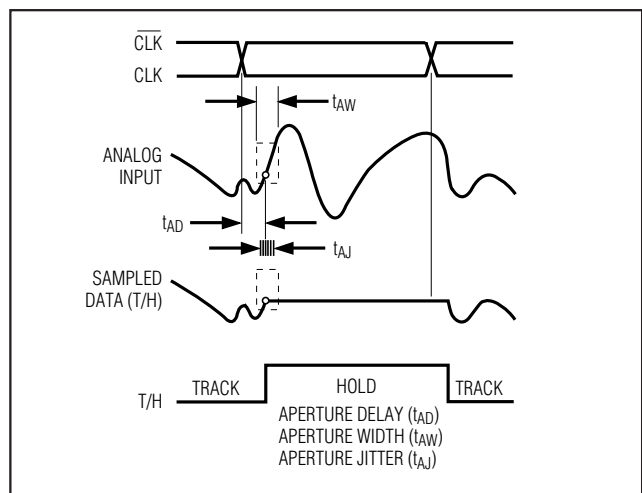 C̅L̅K̅
CLK
tAW
ANALOG
INPUT
tAD
tAJ
SAMPLED
DATA (T/H)
TRACK
HOLD
TRACK
T/H
APERTURE DELAY (tAD)
APERTURE WIDTH (tAW)
APERTURE JITTER (tAJ)